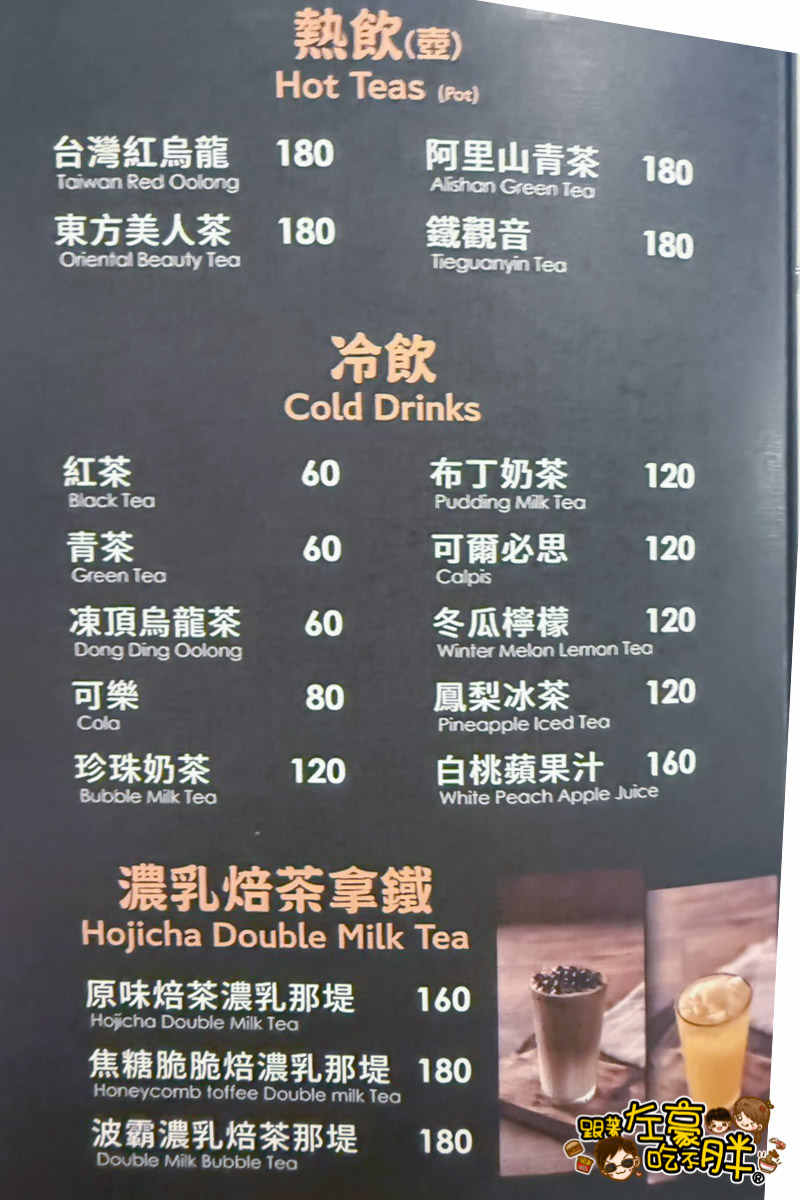 熱飲(壺)
Hot Teas (Pot)
台灣紅烏龍 180
Taiwan Red Oolong
阿里山青茶 180
Alishan Green Tea
東方美人茶 180
Oriental Beauty Tea
鐵觀音 180
Tieguanyin Tea
冷飲
Cold Drinks
紅茶 60
Black Tea
布丁奶茶 120
Pudding Milk Tea
青茶 60
Green Tea
可爾必思 120
Calpis
凍頂烏龍茶 60
Dong Ding Oolong
冬瓜檸檬 120
Winter Melon Lemon Tea
可樂 80
Cola
鳳梨冰茶 120
Pineapple Iced Tea
珍珠奶茶 120
Bubble Milk Tea
白桃蘋果汁 160
White Peach Apple Juice
濃乳焙茶拿鐵
Hojicha Double Milk Tea
原味焙茶濃乳那堤 160
Hojicha Double Milk Tea
焦糖脆脆焙濃乳那堤 180
Honeycomb toffee Double milk Tea
波霸濃乳焙茶那堤 180
Double Milk Bubble Tea
跟著左豪
吃不胖
®